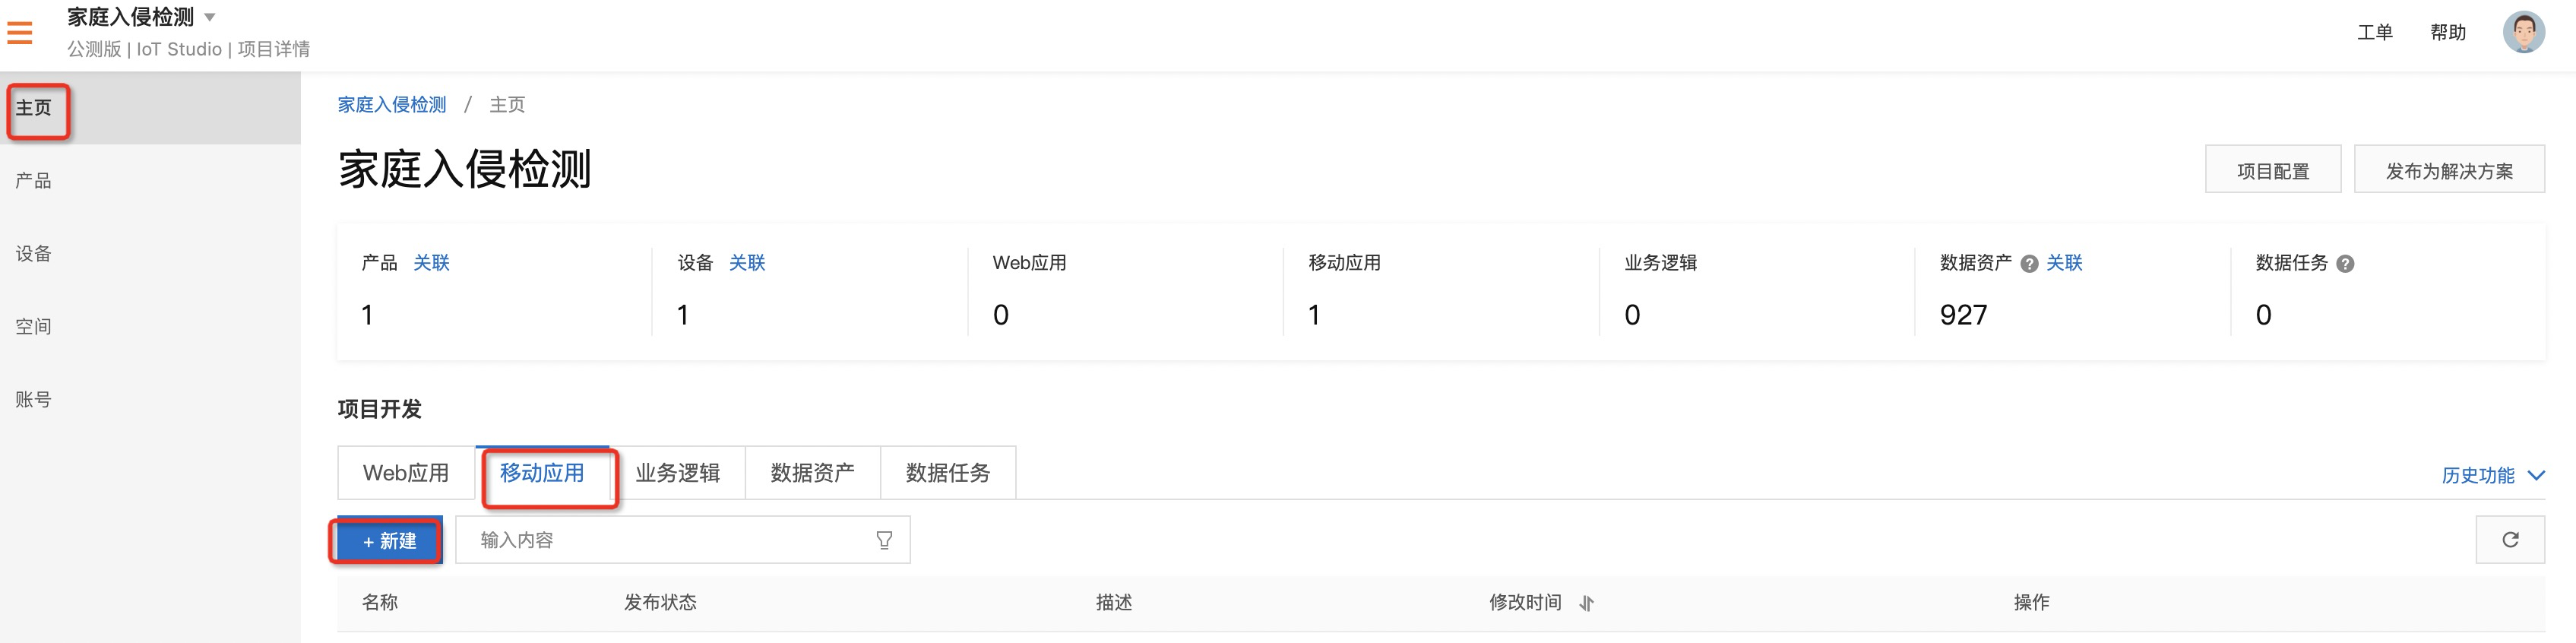 家庭入侵检测
公测版 | IoT Studio | 项目详情
工单 帮助
主页
产品
设备
空间
账号
家庭入侵检测 / 主页
家庭入侵检测
项目配置 发布为解决方案
产品 关联 设备 关联 Web应用 移动应用 业务逻辑 数据资产 ? 关联 数据任务 ?
1 1 0 1 0 927 0
项目开发
Web应用 移动应用 业务逻辑 数据资产 数据任务 历史功能
+ 新建 输入内容
名称 发布状态 描述 修改时间 操作